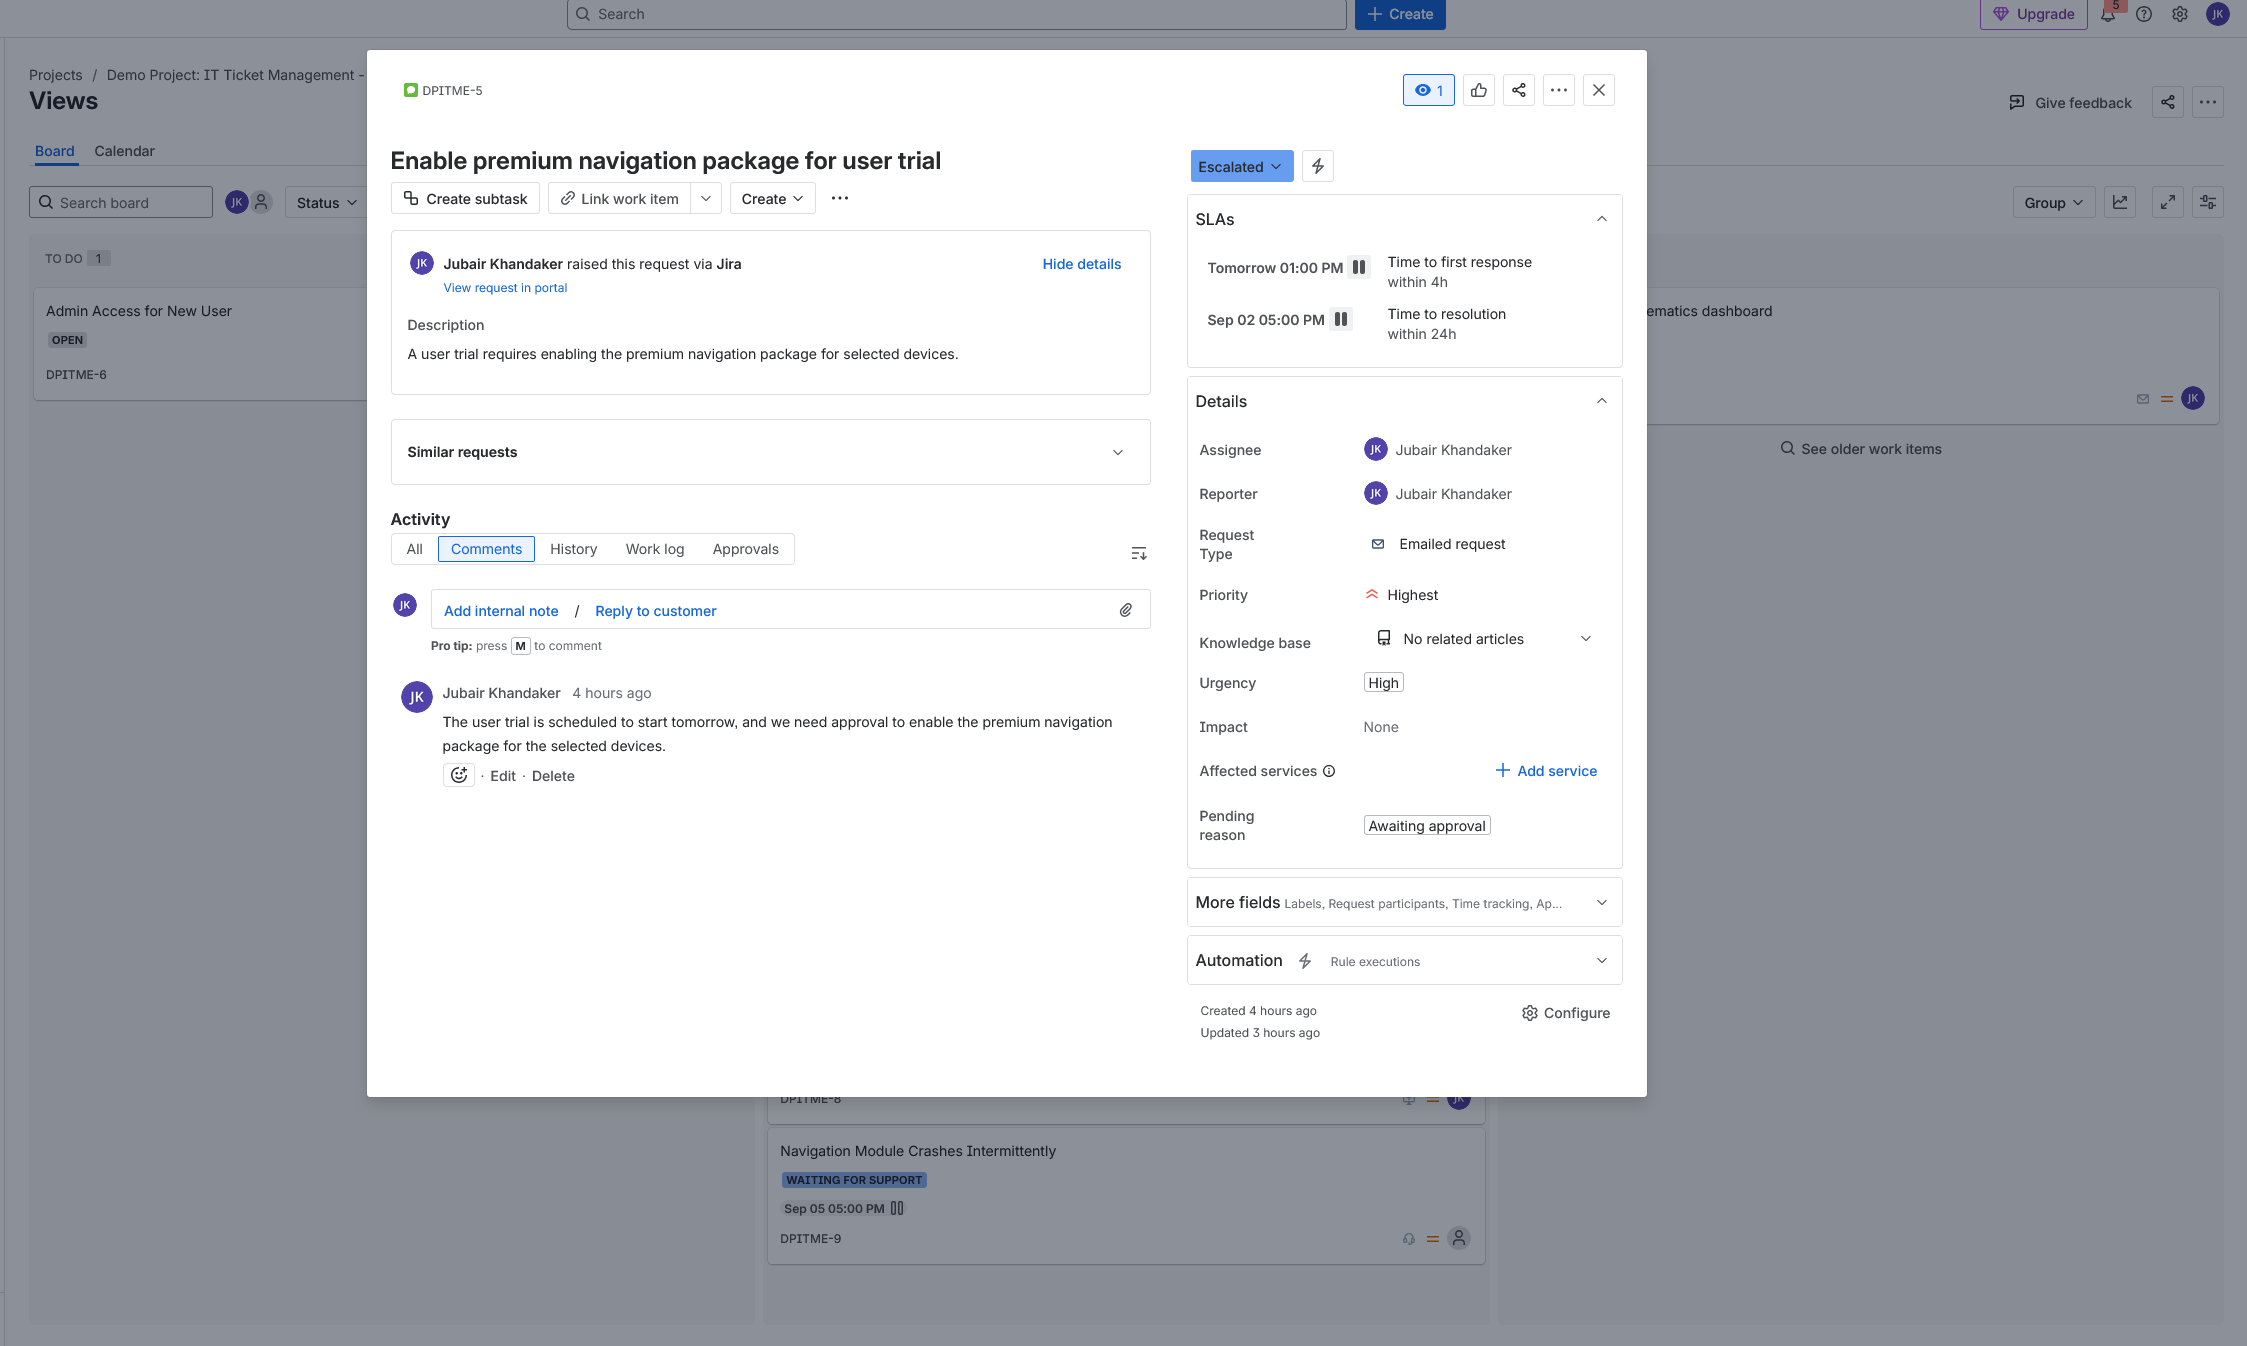 Search
Create
Upgrade
5
JK
Projects / Demo Project: IT Ticket Management -
Views
Give feedback
Board
Calendar
Search board
JK
Status
Group
TO DO 1
Admin Access for New User
OPEN
DPITME-6
ematics dashboard
JK
See older work items
DPITME-5
1
Enable premium navigation package for user trial
Create subtask
Link work item
Create
JK
Jubair Khandaker raised this request via Jira
Hide details
View request in portal
Description
A user trial requires enabling the premium navigation package for selected devices.
Similar requests
Activity
All
Comments
History
Work log
Approvals
JK
Add internal note / Reply to customer
Pro tip: press M to comment
JK
Jubair Khandaker 4 hours ago
The user trial is scheduled to start tomorrow, and we need approval to enable the premium navigation
package for the selected devices.
· Edit · Delete
Escalated
SLAs
Tomorrow 01:00 PM
Time to first response
within 4h
Sep 02 05:00 PM
Time to resolution
within 24h
Details
Assignee
JK Jubair Khandaker
Reporter
JK Jubair Khandaker
Request
Type
Emailed request
Priority
Highest
Knowledge base
No related articles
Urgency
High
Impact
None
Affected services
Add service
Pending
reason
Awaiting approval
More fields Labels, Request participants, Time tracking, Ap...
Automation
Rule executions
Created 4 hours ago
Configure
Updated 3 hours ago
DPITME-8
JK
Navigation Module Crashes Intermittently
WAITING FOR SUPPORT
Sep 05 05:00 PM
DPITME-9